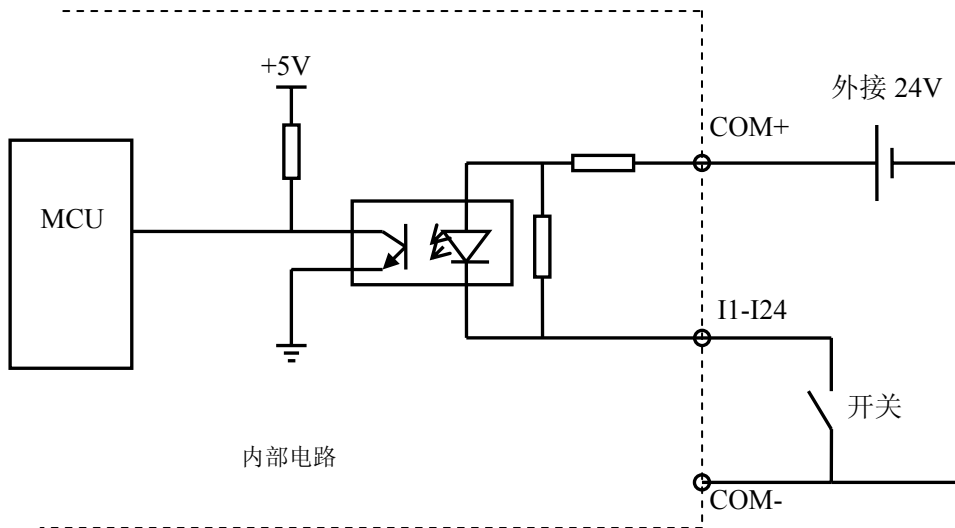 +5V
外接 24V
COM+
MCU
I1-I24
开关
内部电路
COM-